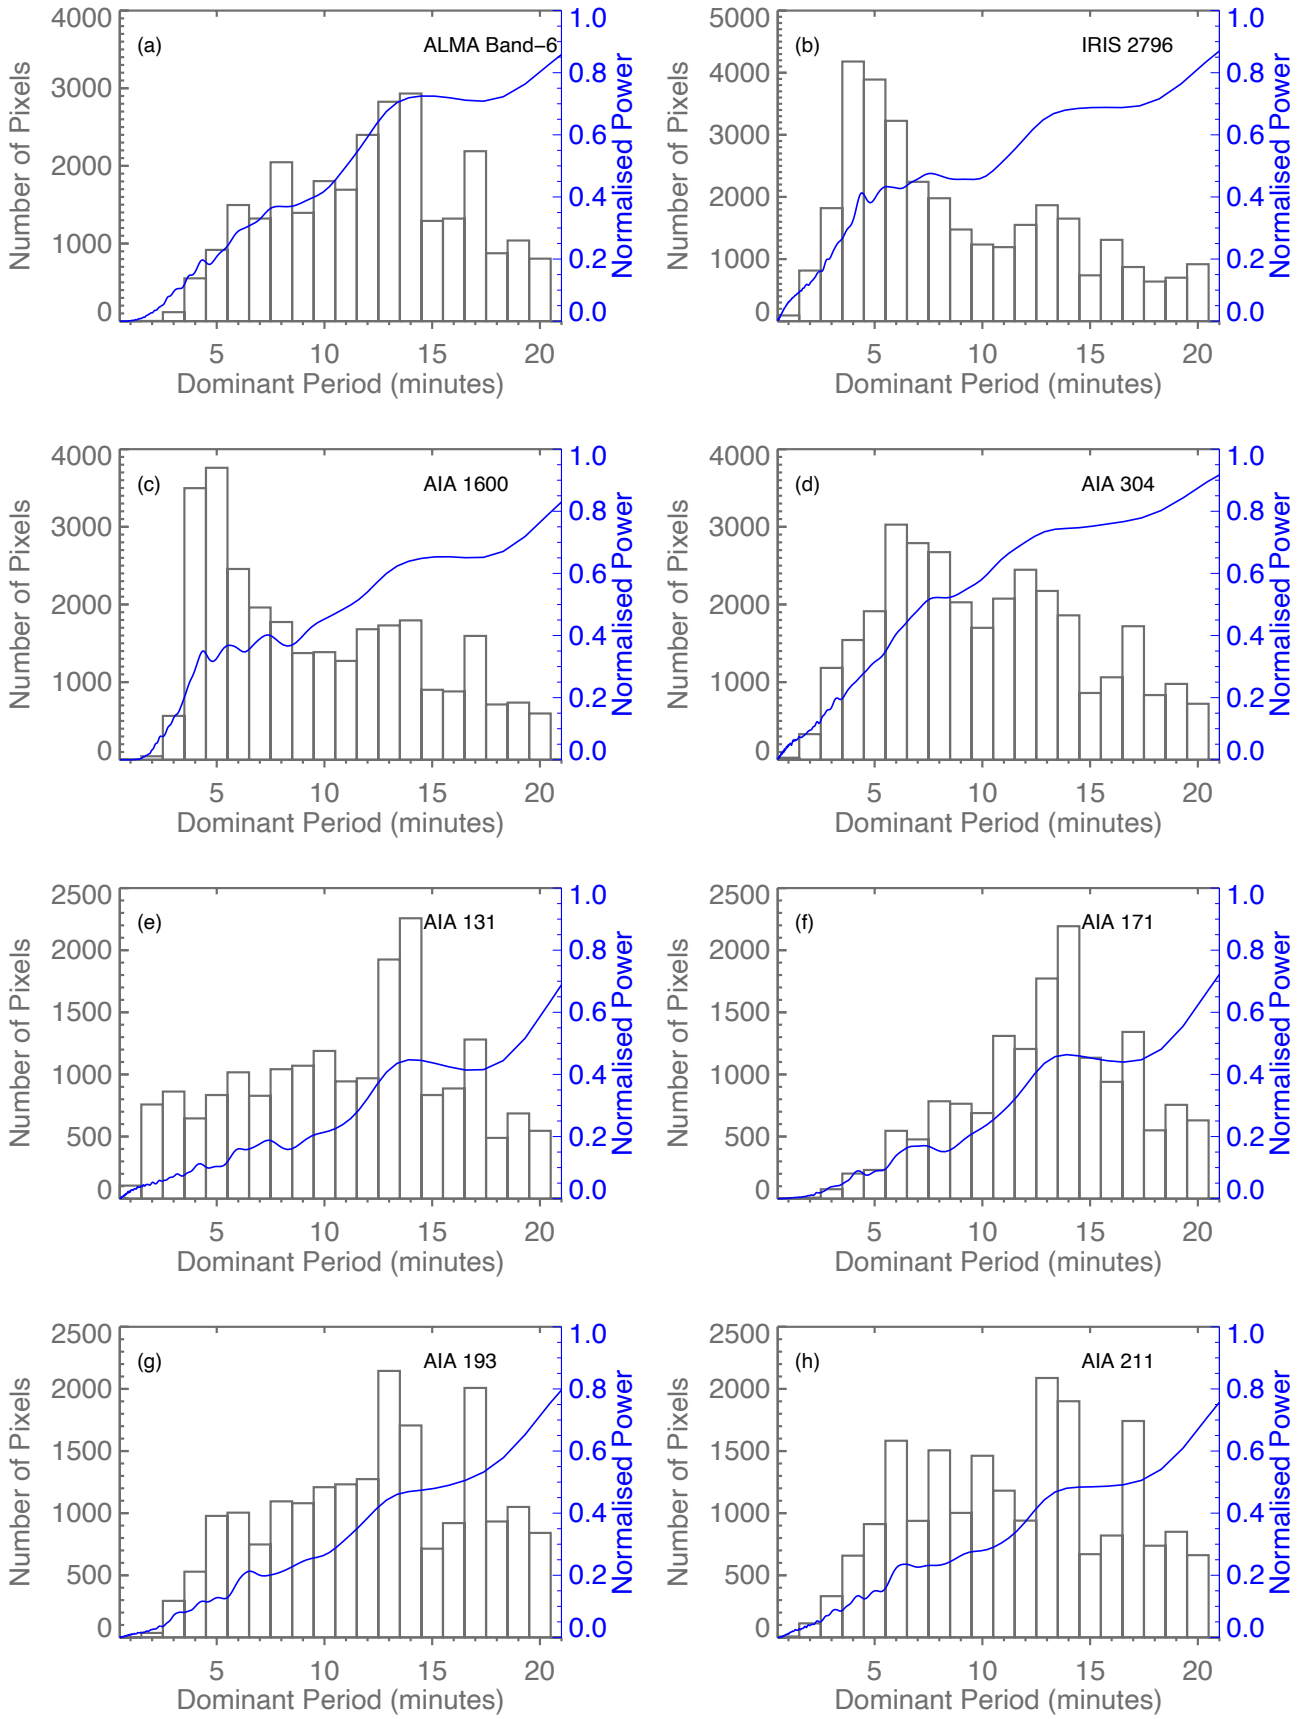 (a) ALMA Band-6
Number of Pixels
4000
3000
2000
1000
0
1.0
0.8
0.6
0.4
0.2
0.0
Normalised Power
5 10 15 20
Dominant Period (minutes)
(b) IRIS 2796
Number of Pixels
5000
4000
3000
2000
1000
0
1.0
0.8
0.6
0.4
0.2
0.0
Normalised Power
5 10 15 20
Dominant Period (minutes)
(c) AIA 1600
Number of Pixels
4000
3000
2000
1000
0
1.0
0.8
0.6
0.4
0.2
0.0
Normalised Power
5 10 15 20
Dominant Period (minutes)
(d) AIA 304
Number of Pixels
4000
3000
2000
1000
0
1.0
0.8
0.6
0.4
0.2
0.0
Normalised Power
5 10 15 20
Dominant Period (minutes)
(e) AIA 131
Number of Pixels
2500
2000
1500
1000
500
0
1.0
0.8
0.6
0.4
0.2
0.0
Normalised Power
5 10 15 20
Dominant Period (minutes)
(f) AIA 171
Number of Pixels
2500
2000
1500
1000
500
0
1.0
0.8
0.6
0.4
0.2
0.0
Normalised Power
5 10 15 20
Dominant Period (minutes)
(g) AIA 193
Number of Pixels
2500
2000
1500
1000
500
0
1.0
0.8
0.6
0.4
0.2
0.0
Normalised Power
5 10 15 20
Dominant Period (minutes)
(h) AIA 211
Number of Pixels
2500
2000
1500
1000
500
0
1.0
0.8
0.6
0.4
0.2
0.0
Normalised Power
5 10 15 20
Dominant Period (minutes)